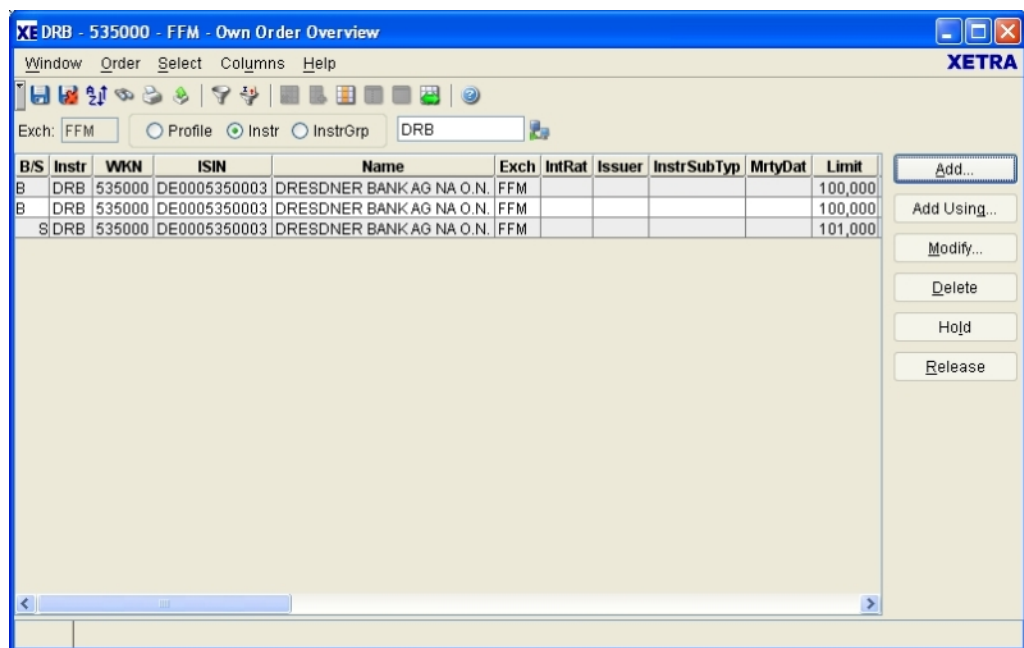 XE DRB - 535000 - FFM - Own Order Overview
Window Order Select Columns Help XETRA
Exch: FFM Profile Instr InstrGrp DRB
B/S Instr WKN ISIN Name Exch IntRat Issuer InstrSubTyp MrtyDat Limit
B DRB 535000 DE0005350003 DRESDNER BANK AG NA O.N. FFM 100,000
B DRB 535000 DE0005350003 DRESDNER BANK AG NA O.N. FFM 100,000
S DRB 535000 DE0005350003 DRESDNER BANK AG NA O.N. FFM 101,000
Add...
Add Using...
Modify...
Delete
Hold
Release